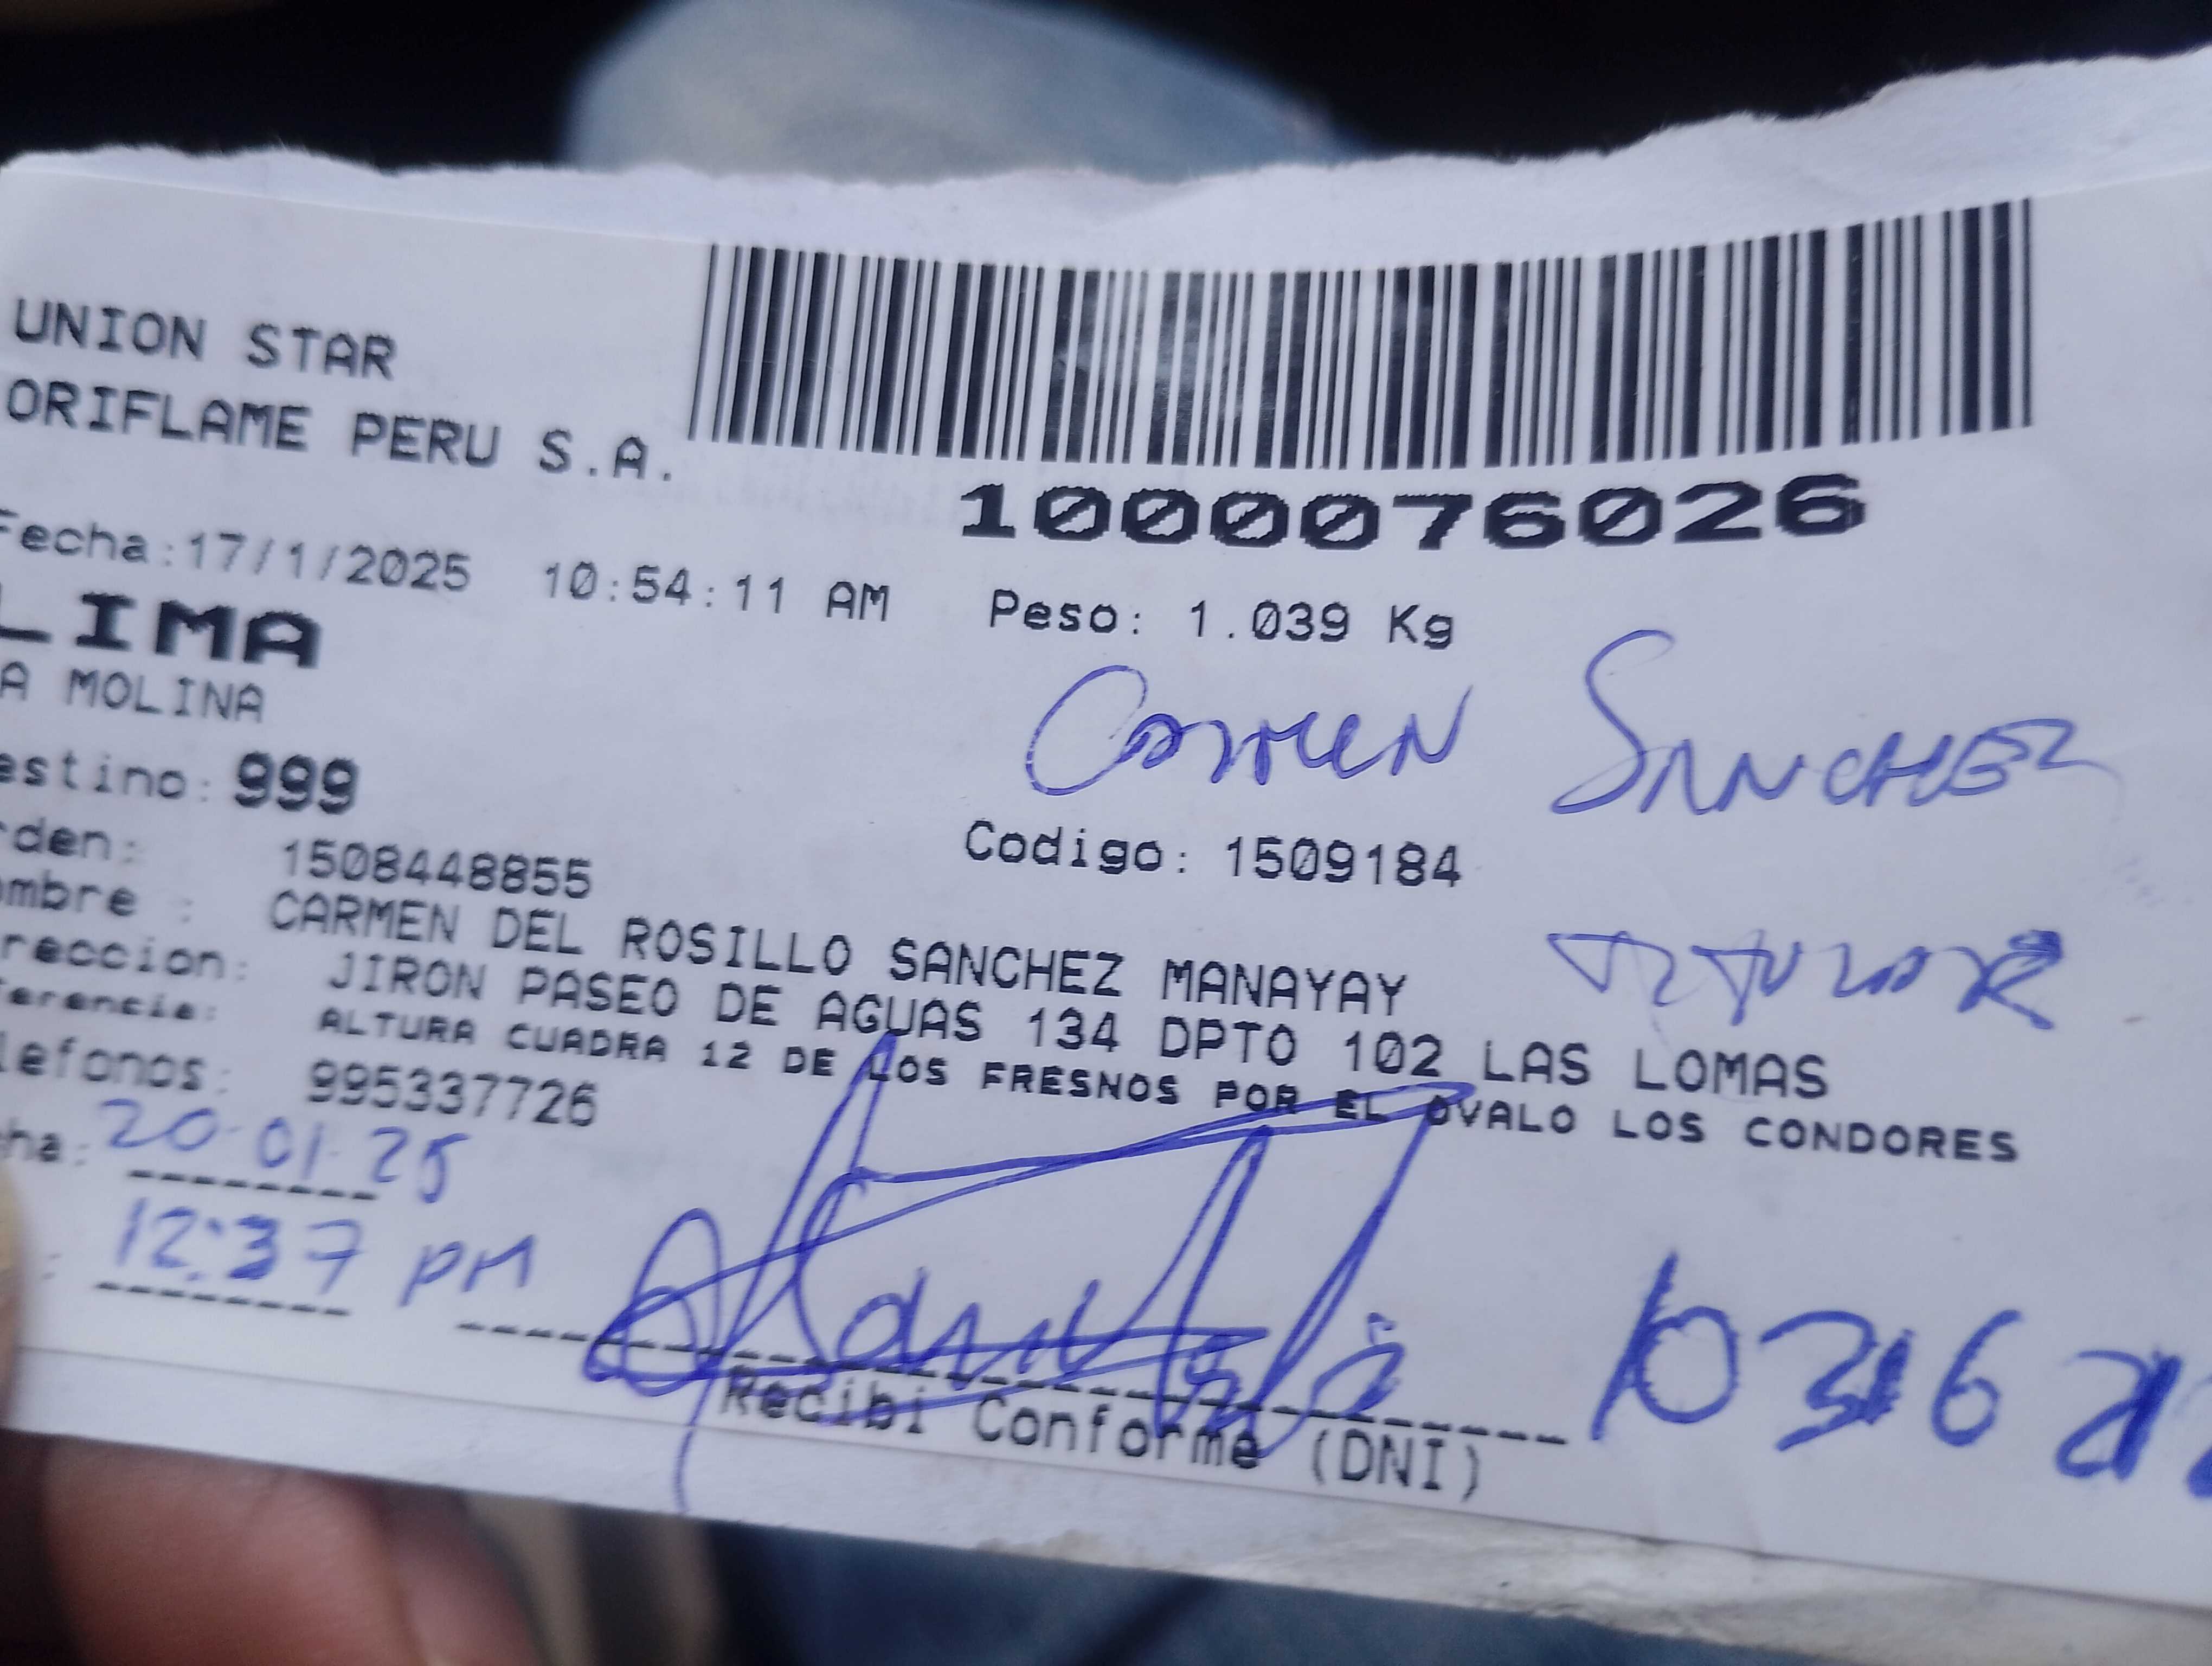 UNION STAR
ORIFLAME PERU S.A.
1000076026
Fecha:17/1/2025 10:54:11 AM Peso: 1.039 Kg
LIMA
A MOLINA
CARMEN SANCHEZ
estino: 999
rden: 1508448855 Codigo: 1509184
ombre : CARMEN DEL ROSILLO SANCHEZ MANAYAY
TITULAR
reccion: JIRON PASEO DE AGUAS 134 DPTO 102 LAS LOMAS
ferencia: ALTURA CUADRA 12 DE LOS FRESNOS POR EL OVALO LOS CONDORES
lefonos: 995337726
ha: 20.01.25
: 12:37 PM
Recibi Conforme (DNI)